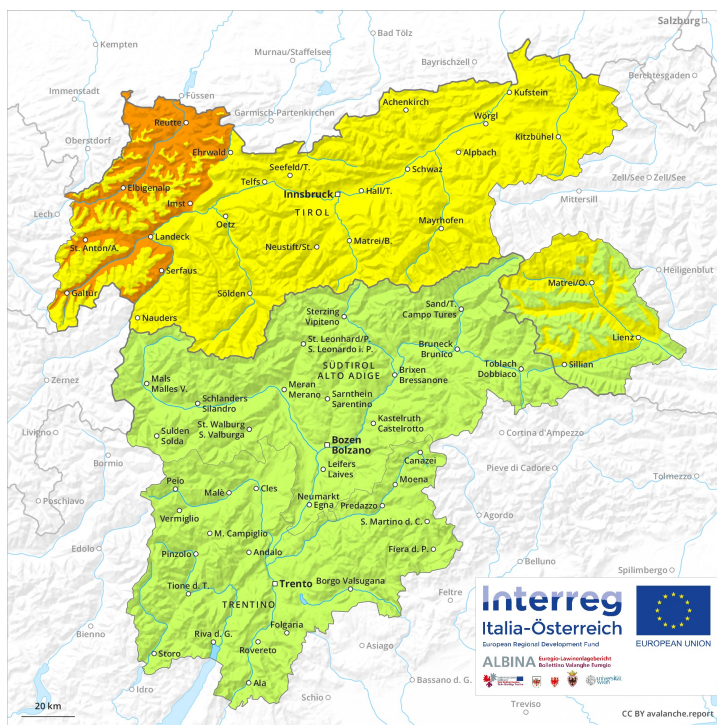 Salzburg
Kempten
Bad Tölz
Murnau/Staffelsee
Bayrischzell
Berchtesgaden
Immenstadt
Füssen
Garmisch-Partenkirchen
Achenkirch
Kufstein
Reutte
Wörgl
Oberstdorf
Ehrwald
Kitzbühel
Seefeld/T.
Alpbach
Telfs
Schwaz
Zell/See
Zell/See
Elbigenalp
Innsbruck
Hall/T.
Mittersill
Lech
Imst
TIROL
Oetz
Mayrhofen
Landeck
St. Anton/A.
Neustift/St.
Matrei/B.
Serfaus
Heiligenblut
Galtür
Sölden
Matrei/O.
Nauders
Sterzing
Vipiteno
Sand/T.
Campo Tures
Lienz
St. Leonhard/P.
S. Leonardo i. P.
Bruneck
Brunico
Toblach
Dobbiaco
Sillian
SÜDTIROL
ALTO ADIGE
Brixen
Bressanone
Zernez
Mals
Malles V.
Meran
Merano
Schlanders
Silandro
Sarnthein
Sarentino
Kastelruth
Castelrotto
St. Walburg
S. Valburga
Sulden
Solda
Livigno
Cortina d'Ampezzo
Bozen
Bolzano
Bormio
Canazei
Pieve di Cadore
Leifers
Laives
Tolmezzo
Poschiavo
Peio
Malè
Cles
Moena
Neumarkt
Egna
Predazzo
Vermiglio
Agordo
S. Martino d. C.
M. Campiglio
Edolo
Pinzolo
Andalo
Fiera d. P.
Belluno
Spilimbergo
Tione d. T.
Trento
Borgo Valsugana
Feltre
TRENTINO
Folgaria
Bienno
Riva d. G.
Storo
Rovereto
Asiago
Idro
Ala
Schio
Bassano d. G.
Treviso
Interreg
Italia-Österreich
European Regional Development Fund
EUROPEAN UNION
ALBINA
Euregio-Lawinenlagebericht
Bollettino Valanghe Euregio
20 km
CC BY avalanche.report